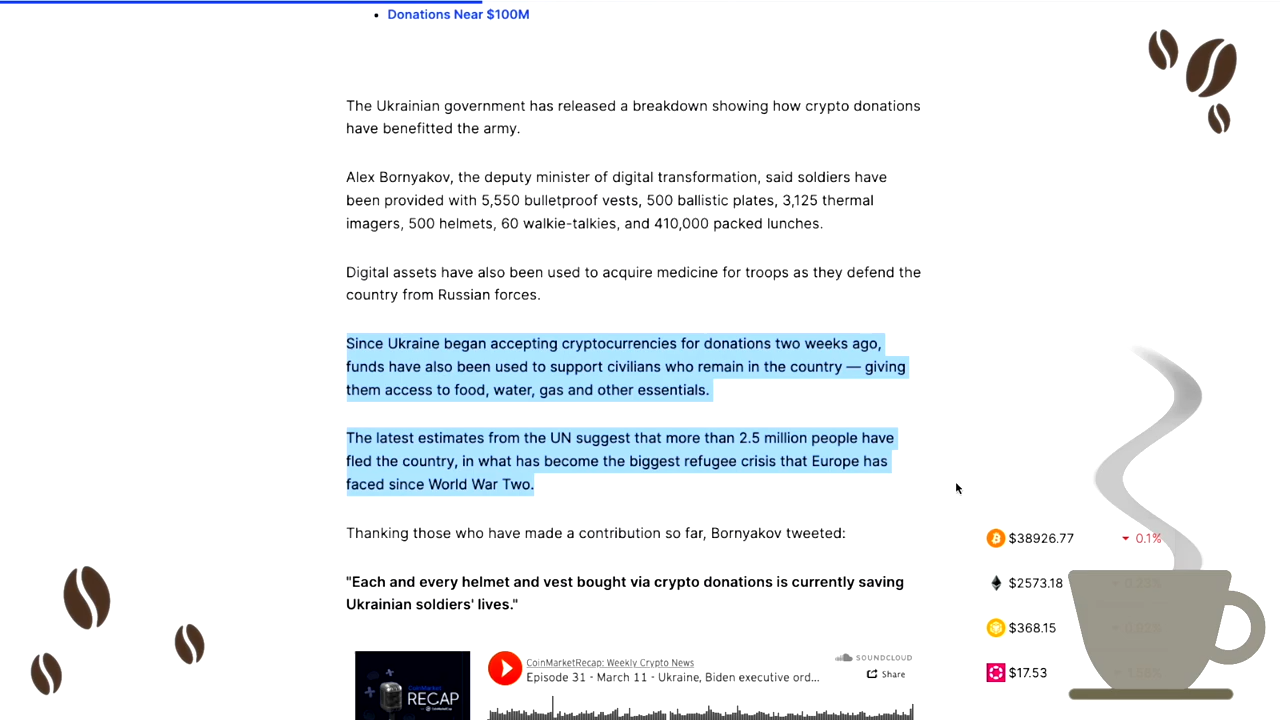 Donations Near $100M
The Ukrainian government has released a breakdown showing how crypto donations
have benefitted the army.
Alex Bornyakov, the deputy minister of digital transformation, said soldiers have
been provided with 5,550 bulletproof vests, 500 ballistic plates, 3,125 thermal
imagers, 500 helmets, 60 walkie-talkies, and 410,000 packed lunches.
Digital assets have also been used to acquire medicine for troops as they defend the
country from Russian forces.
Since Ukraine began accepting cryptocurrencies for donations two weeks ago,
funds have also been used to support civilians who remain in the country — giving
them access to food, water, gas and other essentials.
The latest estimates from the UN suggest that more than 2.5 million people have
fled the country, in what has become the biggest refugee crisis that Europe has
faced since World War Two.
Thanking those who have made a contribution so far, Bornyakov tweeted:
"Each and every helmet and vest bought via crypto donations is currently saving
Ukrainian soldiers' lives."
CoinMarketRecap: Weekly Crypto News
Episode 31 - March 11 - Ukraine, Biden executive ord...
SOUNDCLOUD
Share
RECAP
$38926.77 0.1%
$2573.18
$368.15
$17.53